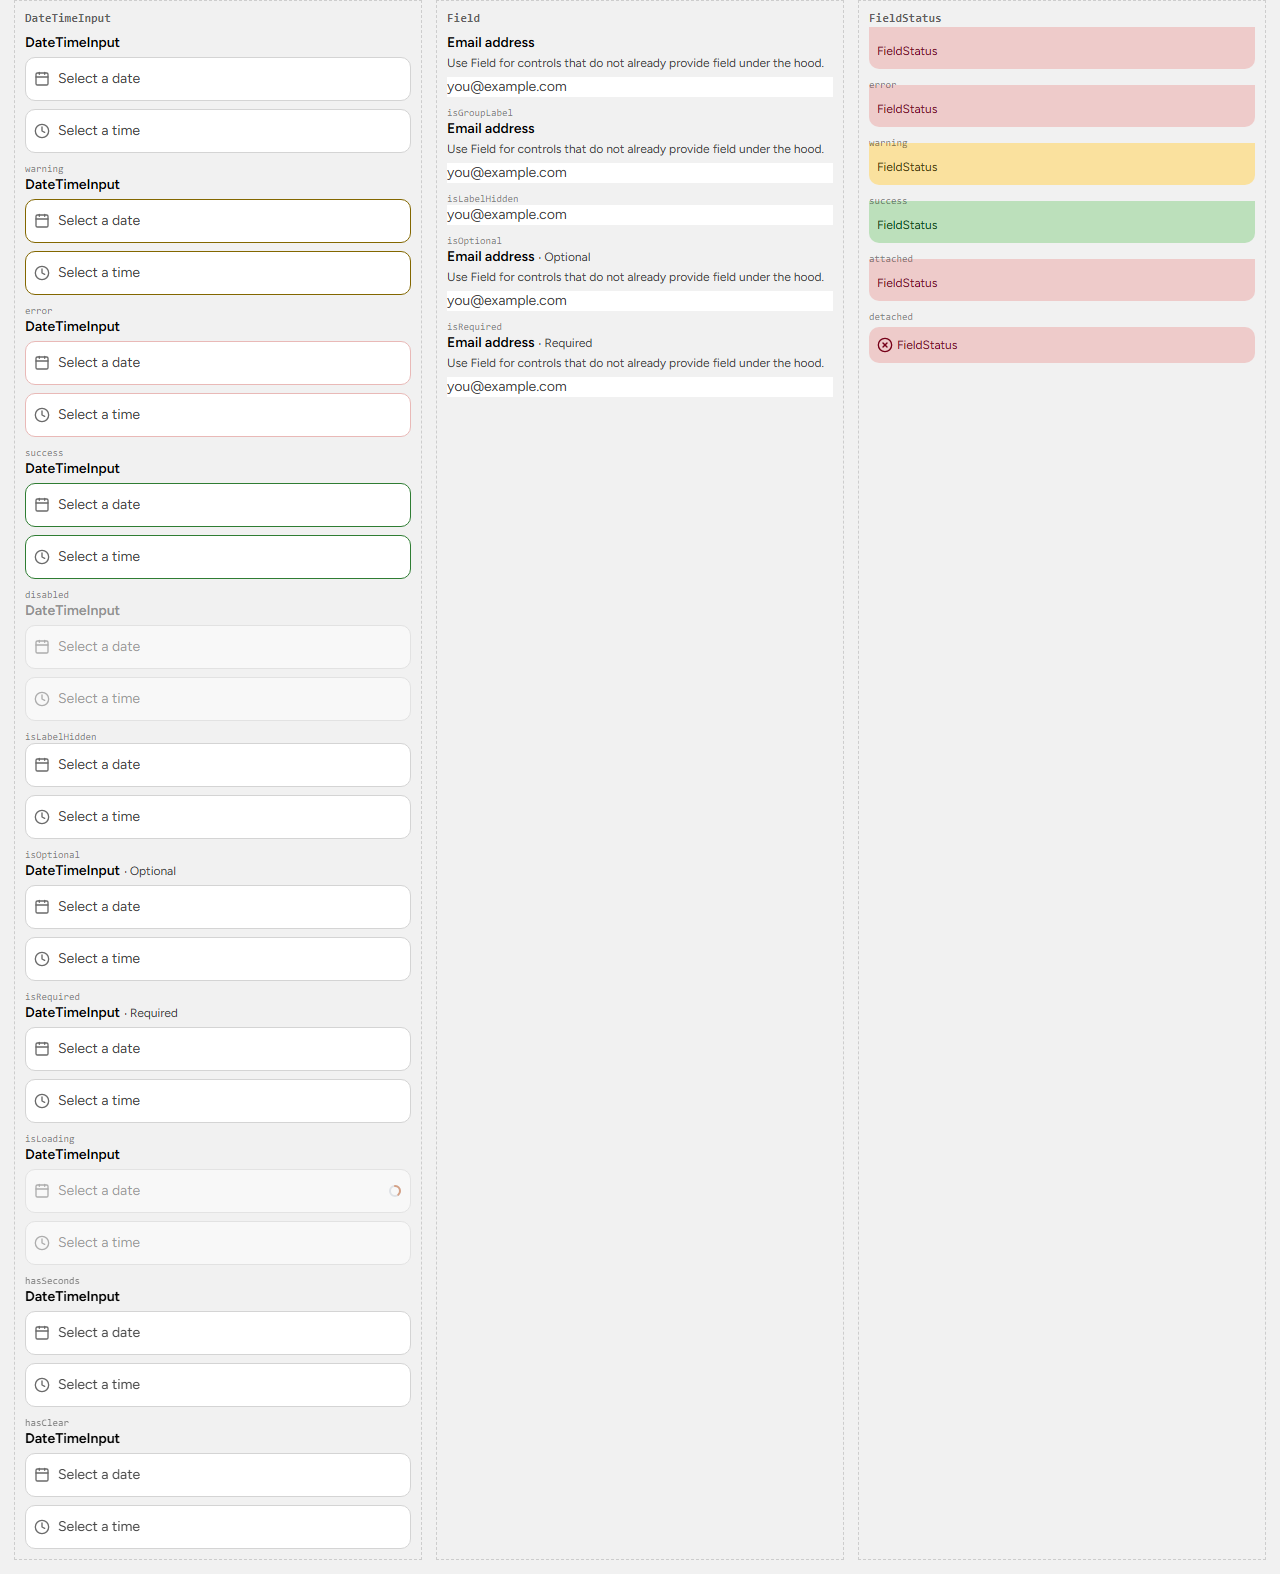 DateTimeInput
DateTimeInput
Select a date
Select a time
warning
DateTimeInput
Select a date
Select a time
error
DateTimeInput
Select a date
Select a time
success
DateTimeInput
Select a date
Select a time
disabled
DateTimeInput
Select a date
Select a time
isLabelHidden
Select a date
Select a time
isOptional
DateTimeInput · Optional
Select a date
Select a time
isRequired
DateTimeInput · Required
Select a date
Select a time
isLoading
DateTimeInput
Select a date
Select a time
hasSeconds
DateTimeInput
Select a date
Select a time
hasClear
DateTimeInput
Select a date
Select a time
Field
Email address
Use Field for controls that do not already provide field under the hood.
you@example.com
isGroupLabel
Email address
Use Field for controls that do not already provide field under the hood.
you@example.com
isLabelHidden
you@example.com
isOptional
Email address · Optional
Use Field for controls that do not already provide field under the hood.
you@example.com
isRequired
Email address · Required
Use Field for controls that do not already provide field under the hood.
you@example.com
FieldStatus
FieldStatus
error
FieldStatus
warning
FieldStatus
success
FieldStatus
attached
FieldStatus
detached
FieldStatus